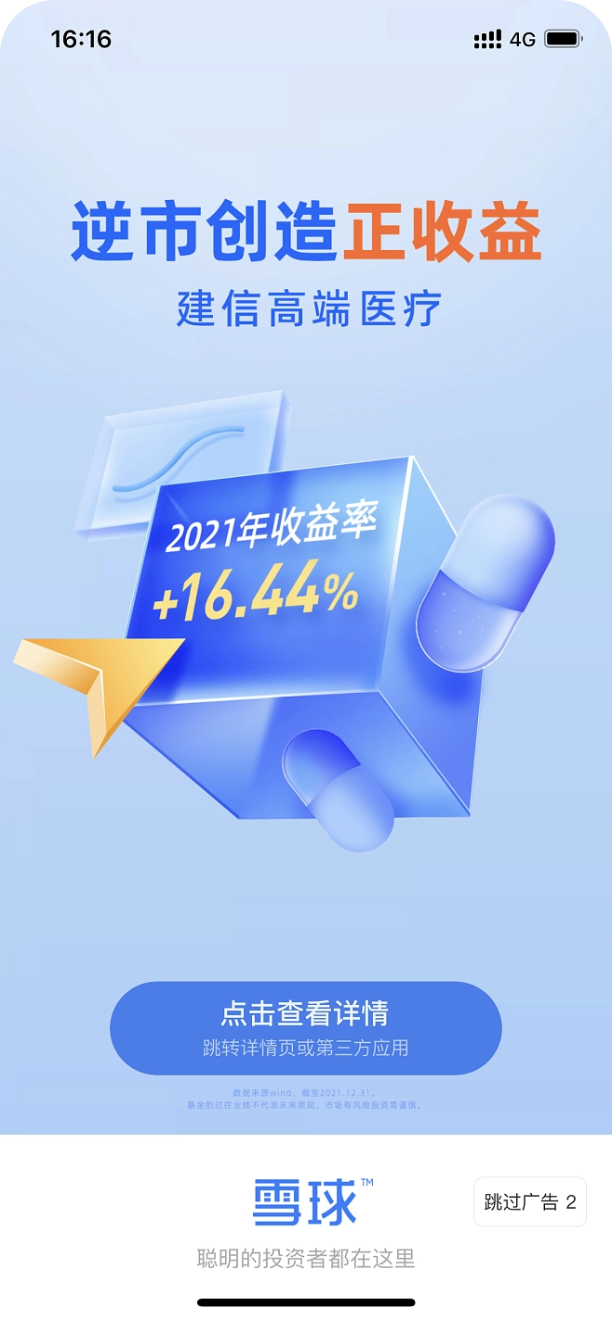 16:16
4G
逆市创造正收益
建信高端医疗
2021年收益率
+16.44%
点击查看详情
跳转详情页或第三方应用
数据来源wind，截至2021.12.31。
基金的过往业绩不代表未来表现，市场有风险投资需谨慎。
雪球™
跳过广告 2
聪明的投资者都在这里